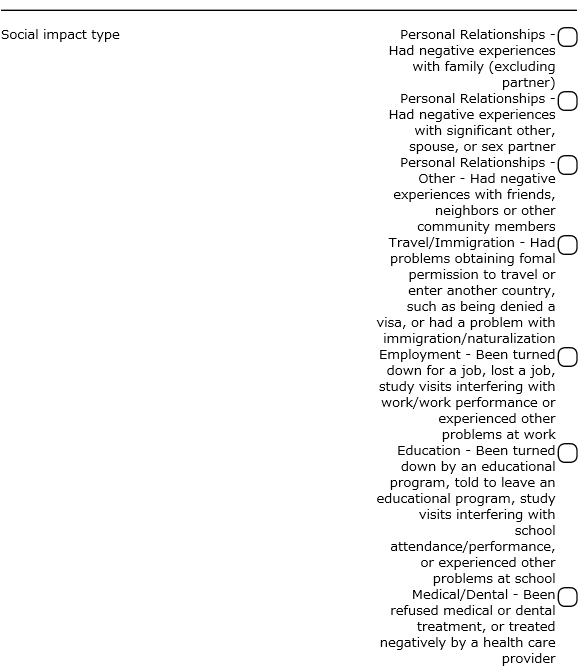 Social impact type
Personal Relationships -
Had negative experiences
with family (excluding
partner)
Personal Relationships -
Had negative experiences
with significant other,
spouse, or sex partner
Personal Relationships -
Other - Had negative
experiences with friends,
neighbors or other
community members
Travel/Immigration - Had
problems obtaining fomal
permission to travel or
enter another country,
such as being denied a
visa, or had a problem with
immigration/naturalization
Employment - Been turned
down for a job, lost a job,
study visits interfering with
work/work performance or
experienced other
problems at work
Education - Been turned
down by an educational
program, told to leave an
educational program, study
visits interfering with
school
attendance/performance,
or experienced other
problems at school
Medical/Dental - Been
refused medical or dental
treatment, or treated
negatively by a health care
provider